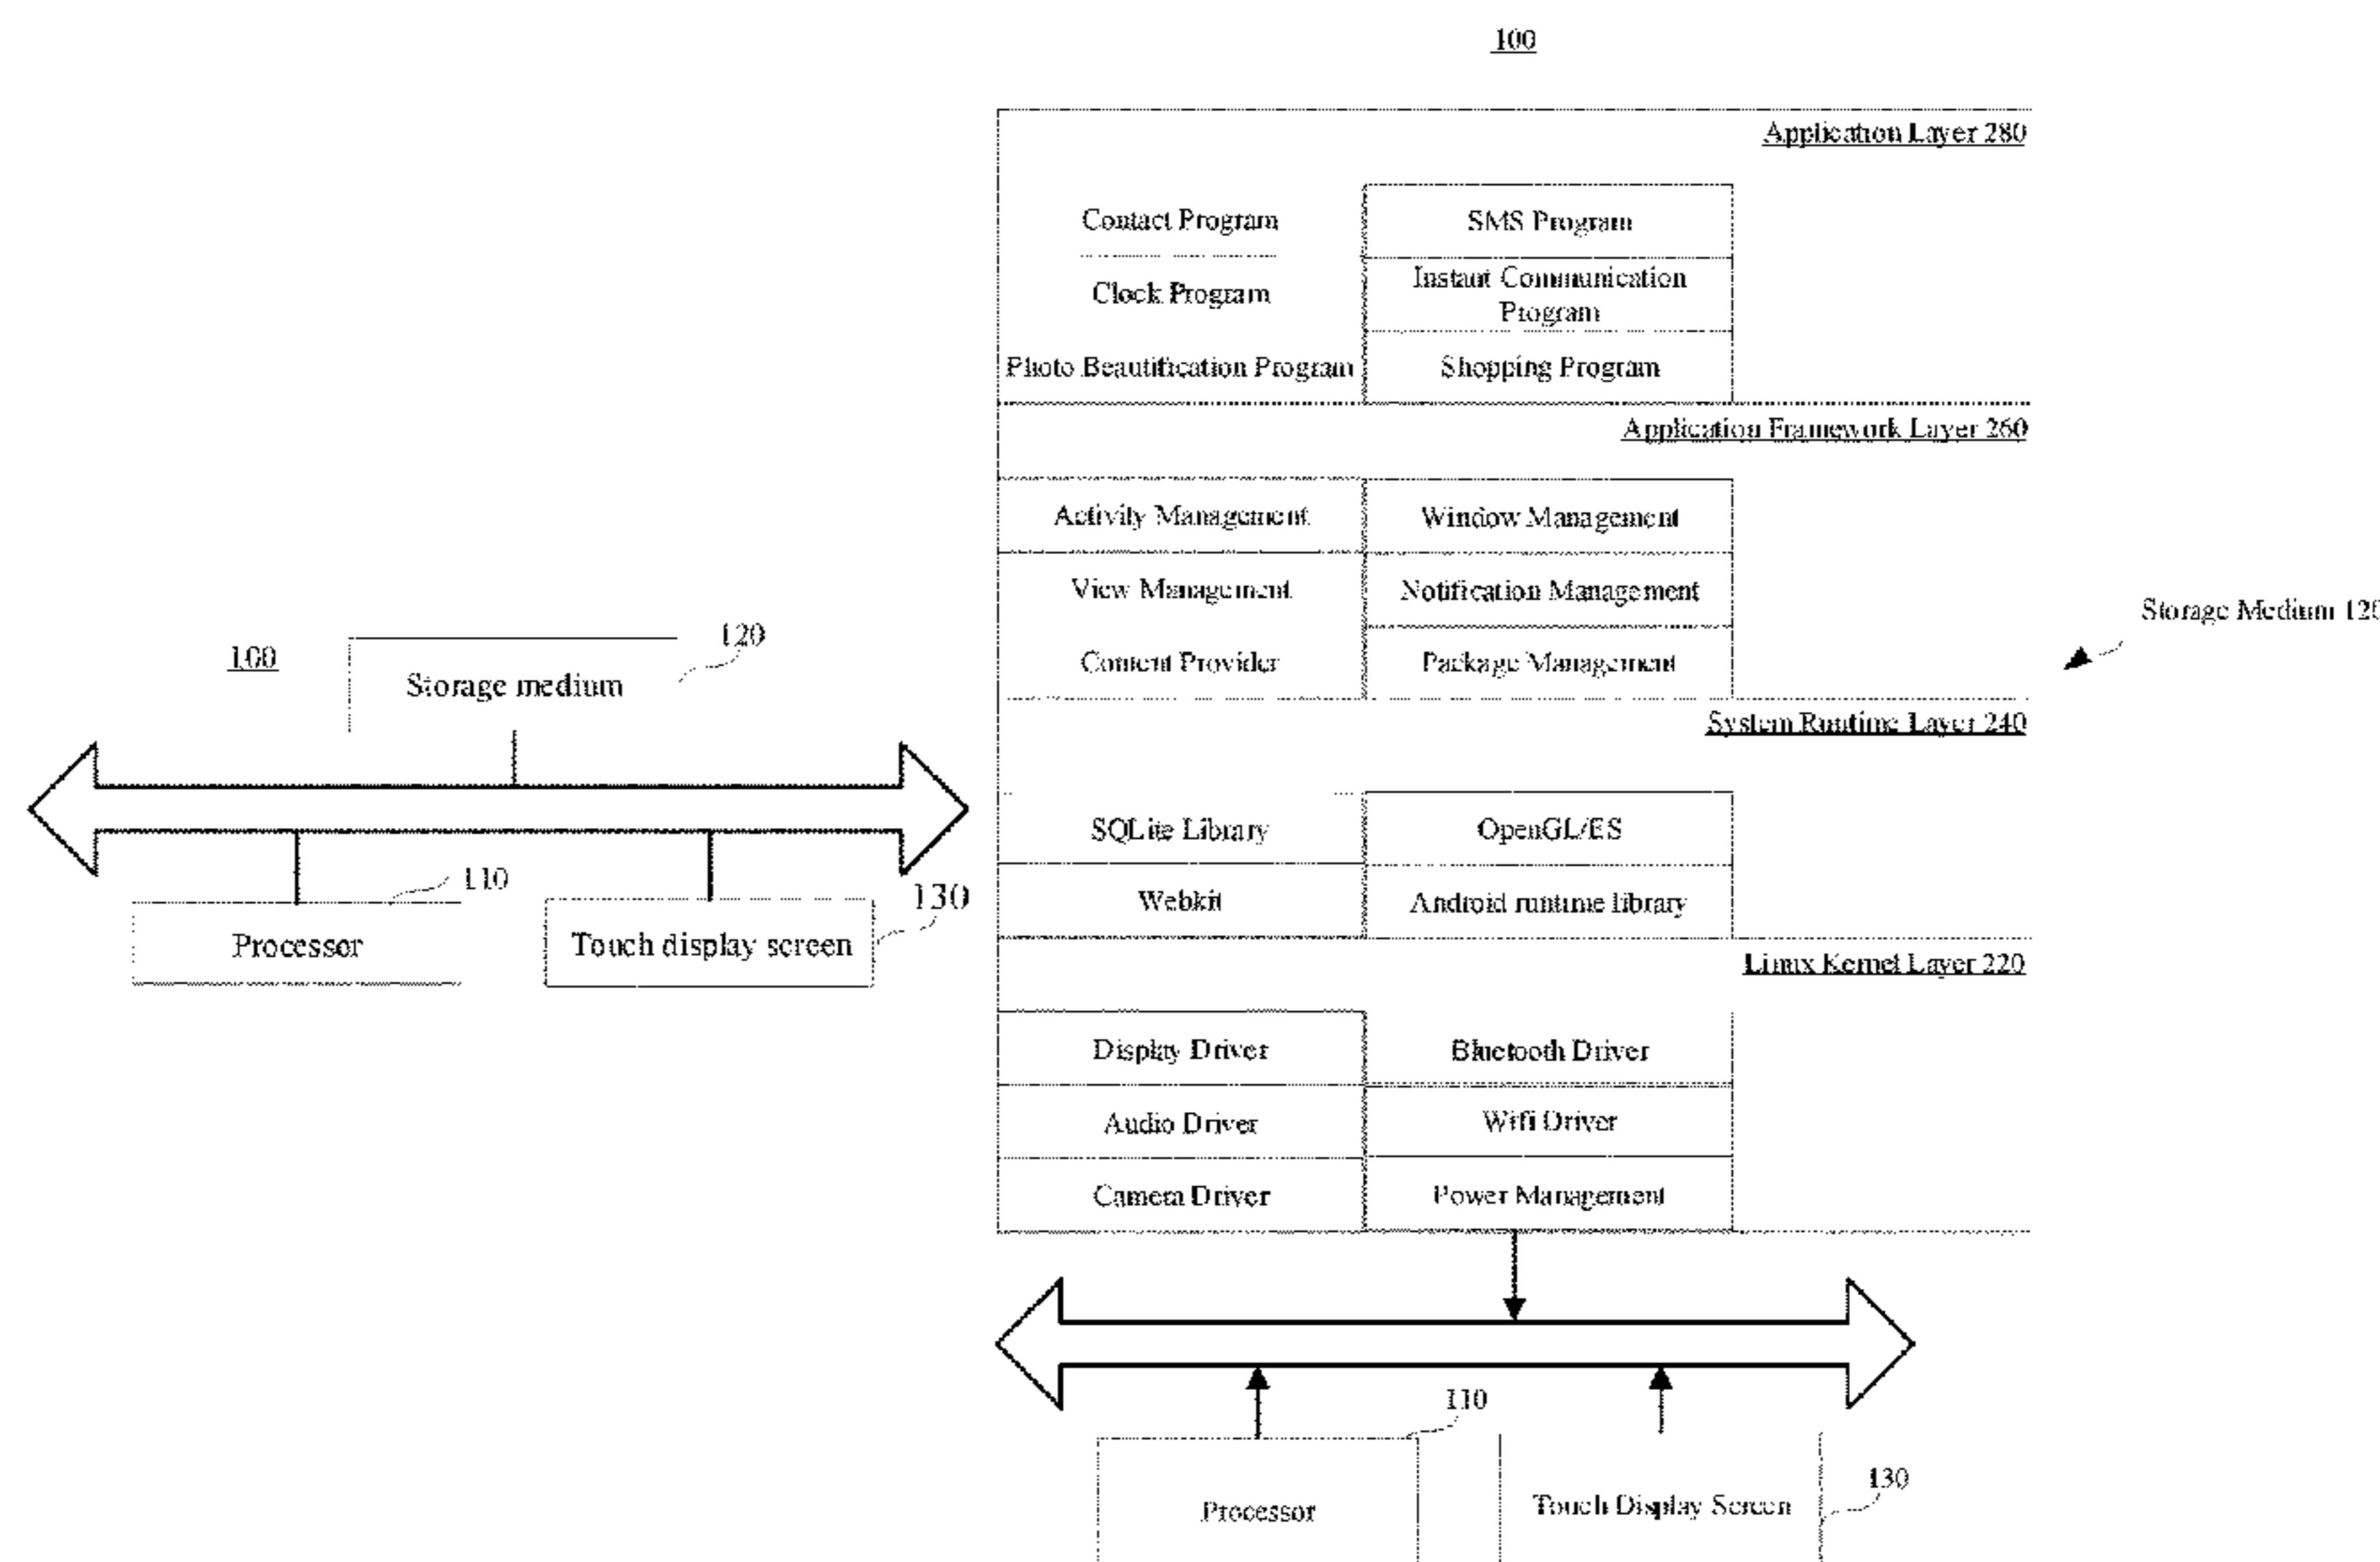 100
120
Storage medium
110
Processor
130
Touch display screen
100
Application Layer 280
Contact Program
SMS Program
Clock Program
Instant Communication
Program
Photo Beautification Program
Shopping Program
Application Framework Layer 260
Activity Management
Window Management
View Management
Notification Management
Content Provider
Package Management
Storage Medium 120
System Runtime Layer 240
SQLite Library
OpenGL/ES
Webkit
Android runtime library
Linux Kernel Layer 220
Display Driver
Bluetooth Driver
Audio Driver
Wifi Driver
Camera Driver
Power Management
110
Processor
130
Touch Display Screen